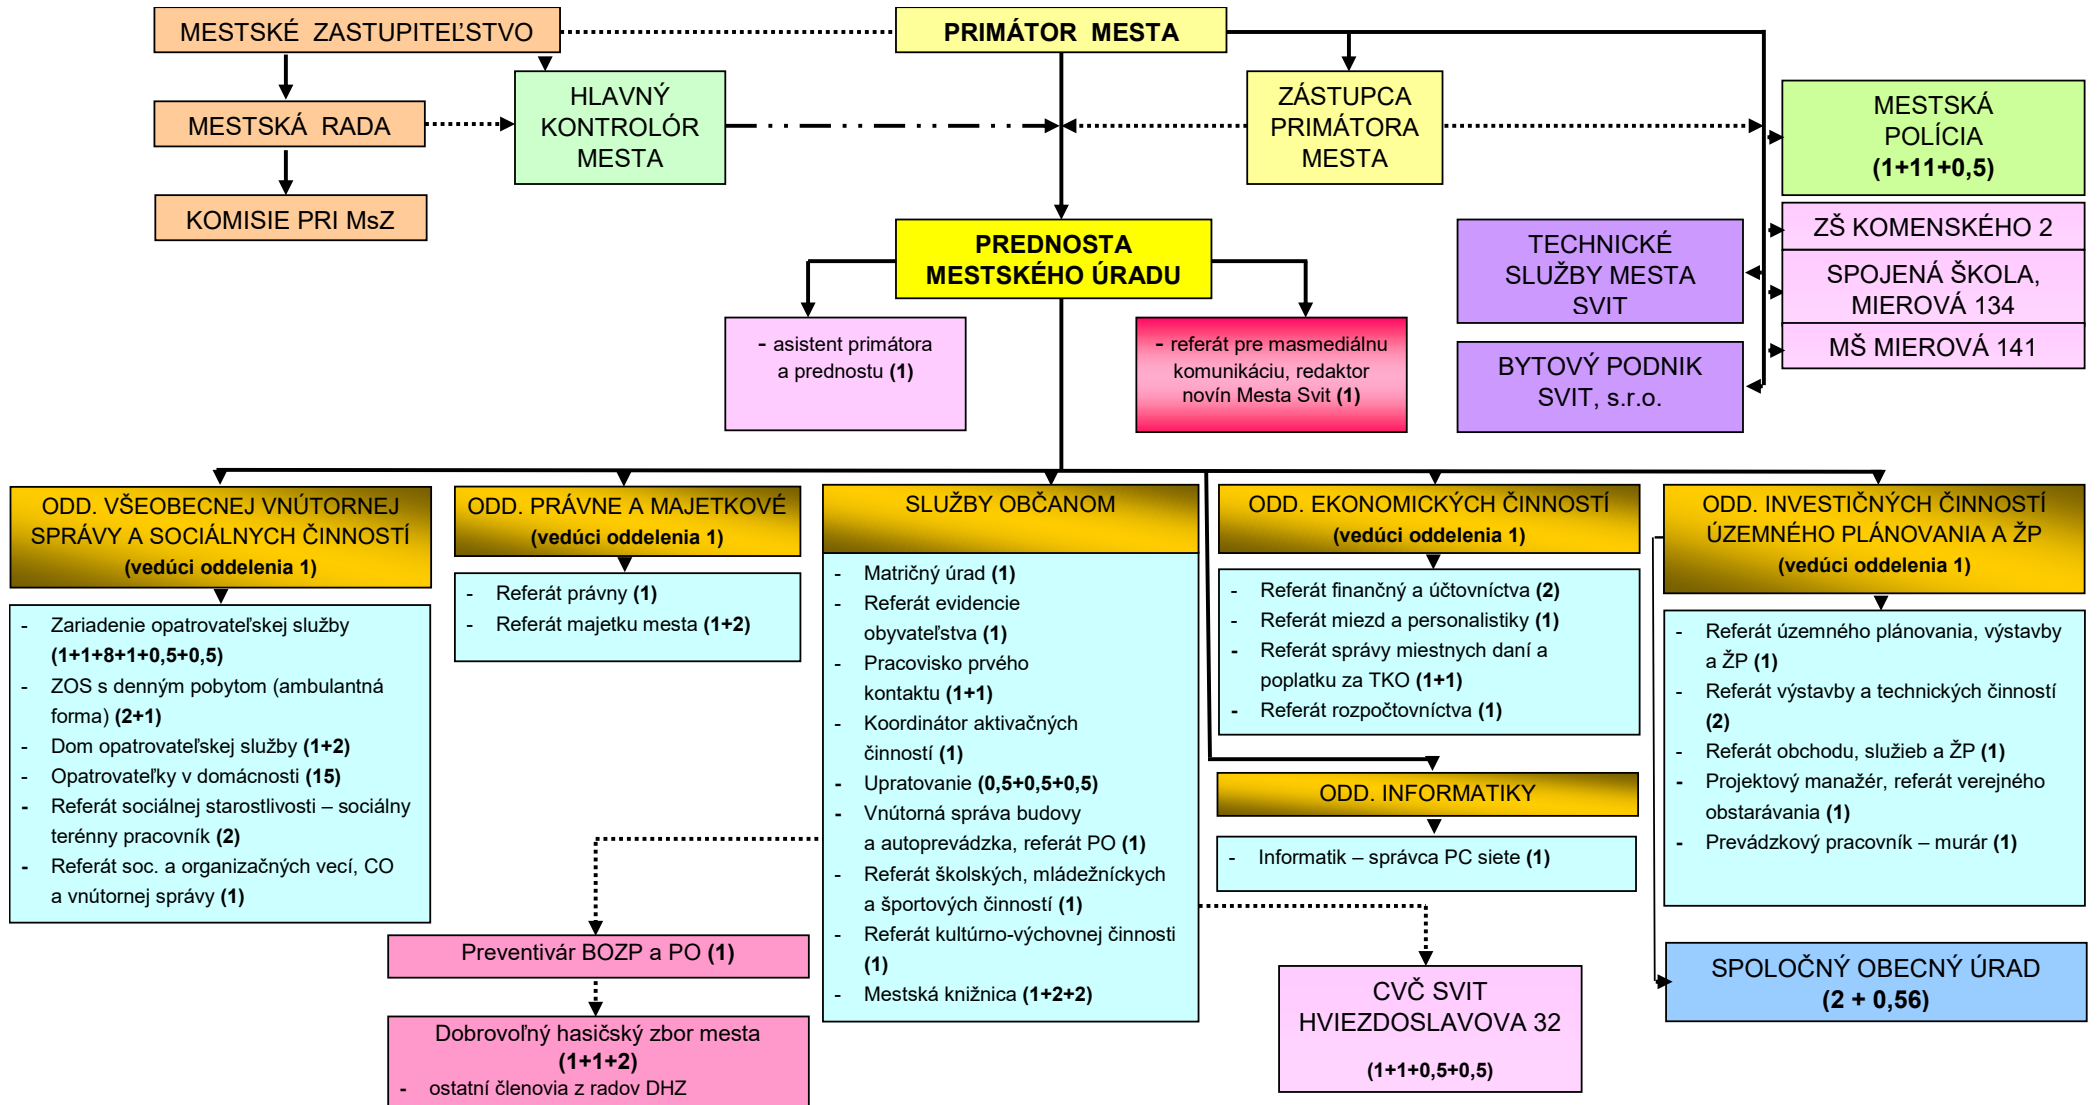 MESTSKÉ ZASTUPITEĽSTVO
PRIMÁTOR MESTA
MESTSKÁ RADA
KOMISIE PRI MsZ
HLAVNÝ
KONTROLÓR
MESTA
ZÁSTUPCA
PRIMÁTORA
MESTA
MESTSKÁ
POLÍCIA
(1+11+0,5)
ZŠ KOMENSKÉHO 2
SPOJENÁ ŠKOLA,
MIEROVÁ 134
MŠ MIEROVÁ 141
PREDNOSTA
MESTSKÉHO ÚRADU
TECHNICKÉ
SLUŽBY MESTA
SVIT
BYTOVÝ PODNIK
SVIT, s.r.o.
- asistent primátora
a prednostu (1)
- referát pre masmediálnu
komunikáciu, redaktor
novín Mesta Svit (1)
ODD. VŠEOBECNEJ VNÚTORNEJ
SPRÁVY A SOCIÁLNYCH ČINNOSTÍ
(vedúci oddelenia 1)
- Zariadenie opatrovateľskej služby
(1+1+8+1+0,5+0,5)
- ZOS s denným pobytom (ambulantná
forma) (2+1)
- Dom opatrovateľskej služby (1+2)
- Opatrovateľky v domácnosti (15)
- Referát sociálnej starostlivosti – sociálny
terénny pracovník (2)
- Referát soc. a organizačných vecí, CO
a vnútornej správy (1)
ODD. PRÁVNE A MAJETKOVÉ
(vedúci oddelenia 1)
- Referát právny (1)
- Referát majetku mesta (1+2)
SLUŽBY OBČANOM
- Matričný úrad (1)
- Referát evidencie
obyvateľstva (1)
- Pracovisko prvého
kontaktu (1+1)
- Koordinátor aktivačných
činností (1)
- Upratovanie (0,5+0,5+0,5)
- Vnútorná správa budovy
a autoprevádzka, referát PO (1)
- Referát školských, mládežníckych
a športových činností (1)
- Referát kultúrno-výchovnej činnosti
(1)
- Mestská knižnica (1+2+2)
ODD. EKONOMICKÝCH ČINNOSTÍ
(vedúci oddelenia 1)
- Referát finančný a účtovníctva (2)
- Referát miezd a personalistiky (1)
- Referát správy miestnych daní a
poplatku za TKO (1+1)
- Referát rozpočtovníctva (1)
ODD. INFORMATIKY
- Informatik – správca PC siete (1)
ODD. INVESTIČNÝCH ČINNOSTÍ
ÚZEMNÉHO PLÁNOVANIA A ŽP
(vedúci oddelenia 1)
- Referát územného plánovania, výstavby
a ŽP (1)
- Referát výstavby a technických činností
(2)
- Referát obchodu, služieb a ŽP (1)
- Projektový manažér, referát verejného
obstarávania (1)
- Prevádzkový pracovník – murár (1)
Preventivár BOZP a PO (1)
Dobrovoľný hasičský zbor mesta
(1+1+2)
- ostatní členovia z radov DHZ
CVČ SVIT
HVIEZDOSLAVOVA 32
(1+1+0,5+0,5)
SPOLOČNÝ OBECNÝ ÚRAD
(2 + 0,56)